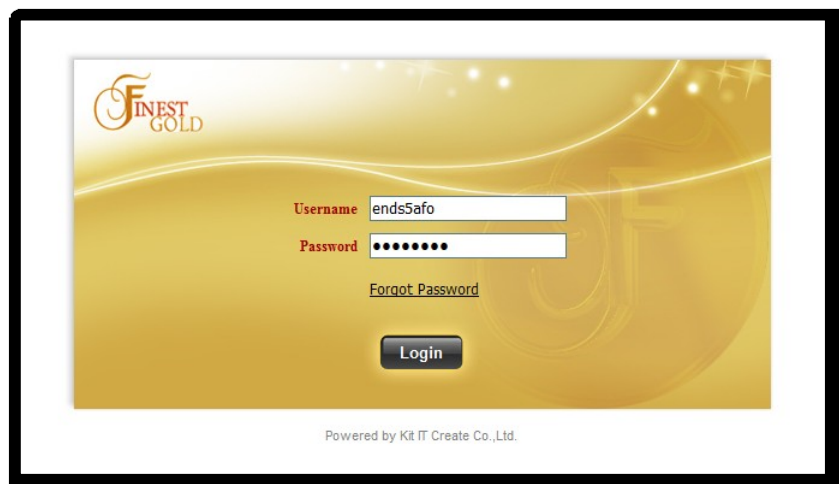 FINEST
GOLD
Username ends5afo
Password ••••••••
Forgot Password
Login
Powered by Kit IT Create Co.,Ltd.